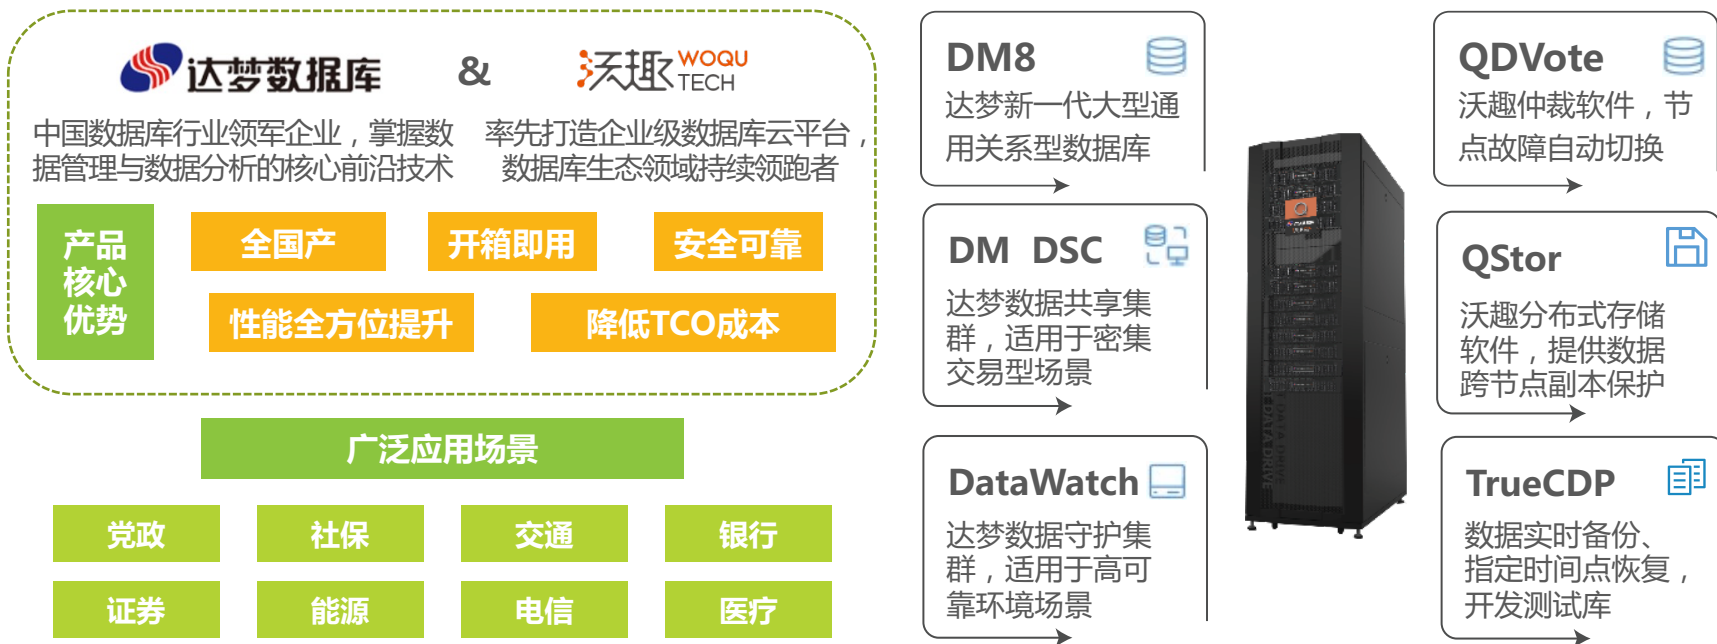 达梦数据库
&
沃趣 WOQU TECH
中国数据库行业领军企业，掌握数
据管理与数据分析的核心前沿技术
率先打造企业级数据库云平台，
数据库生态领域持续领跑者
产品
核心
优势
全国产
开箱即用
安全可靠
性能全方位提升
降低TCO成本
广泛应用场景
党政
社保
交通
银行
证券
能源
电信
医疗
DM8
达梦新一代大型通
用关系型数据库
DM DSC
达梦数据共享集
群，适用于密集
交易型场景
DataWatch
达梦数据守护集
群，适用于高可
靠环境场景
DATA DRIVE
QDVote
沃趣仲裁软件，节
点故障自动切换
QStor
沃趣分布式存储
软件，提供数据
跨节点副本保护
TrueCDP
数据实时备份、
指定时间点恢复，
开发测试库